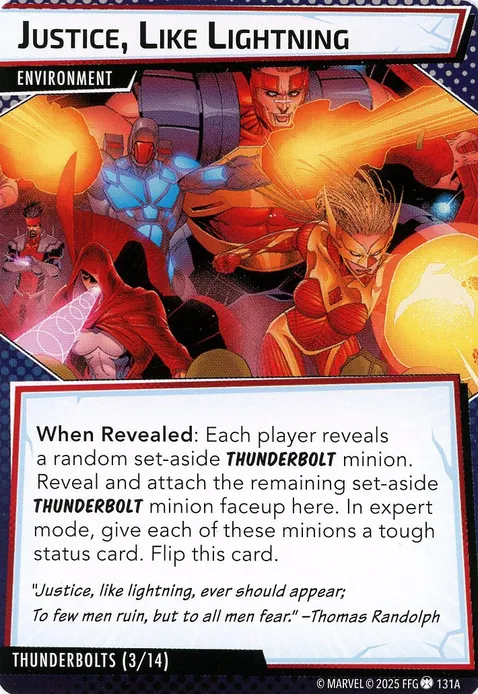 JUSTICE, LIKE LIGHTNING
ENVIRONMENT
When Revealed: Each player reveals
a random set-aside THUNDERBOLT minion.
Reveal and attach the remaining set-aside
THUNDERBOLT minion faceup here. In expert
mode, give each of these minions a tough
status card. Flip this card.
"Justice, like lightning, ever should appear;
To few men ruin, but to all men fear." –Thomas Randolph
THUNDERBOLTS (3/14)
© MARVEL © 2025 FFG 131A